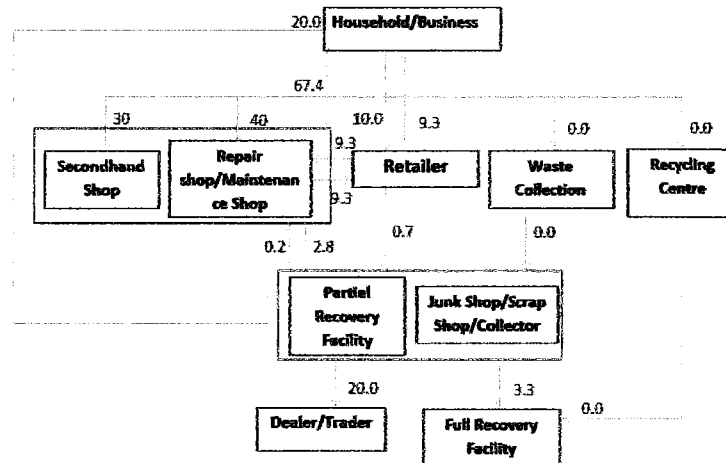 20.0 Household/Business
67.4
30 40 10.0 9.3 0.0 0.0
Secondhand
Shop
Repair
shop/Maintenan
ce Shop
9.3
9.3
Retailer
Waste
Collection
Recycling
Centre
0.2 2.8 0.7 0.0
Partial
Recovery
Facility
Junk Shop/Scrap
Shop/Collector
20.0 3.3 0.0
Dealer/Trader
Full Recovery
Facility